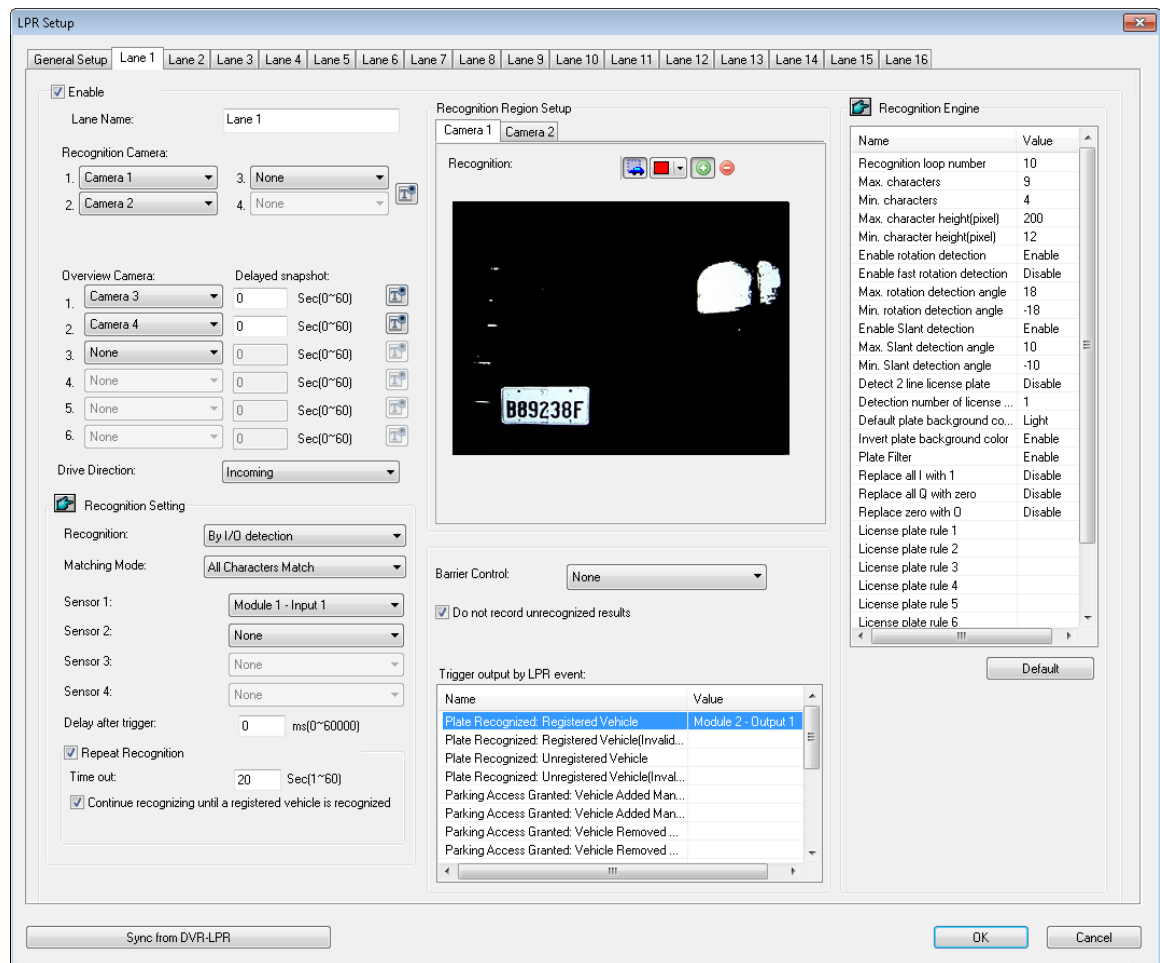 LPR Setup
General Setup Lane 1 Lane 2 Lane 3 Lane 4 Lane 5 Lane 6 Lane 7 Lane 8 Lane 9 Lane 10 Lane 11 Lane 12 Lane 13 Lane 14 Lane 15 Lane 16
Enable
Lane Name: Lane 1
Recognition Camera:
1. Camera 1 3. None
2. Camera 2 4. None
Overview Camera: Delayed snapshot:
1. Camera 3 0 Sec(0~60)
2. Camera 4 0 Sec(0~60)
3. None 0 Sec(0~60)
4. None 0 Sec(0~60)
5. None 0 Sec(0~60)
6. None 0 Sec(0~60)
Drive Direction: Incoming
Recognition Setting
Recognition: By I/O detection
Matching Mode: All Characters Match
Sensor 1: Module 1 - Input 1
Sensor 2: None
Sensor 3: None
Sensor 4: None
Delay after trigger: 0 ms(0~60000)
Repeat Recognition
Time out: 20 Sec(1~60)
Continue recognizing until a registered vehicle is recognized
Recognition Region Setup
Camera 1 Camera 2
Recognition:
B89238F
Barrier Control: None
Do not record unrecognized results
Trigger output by LPR event:
Name Value
Plate Recognized: Registered Vehicle Module 2 - Output 1
Plate Recognized: Registered Vehicle(Invalid...
Plate Recognized: Unregistered Vehicle
Plate Recognized: Unregistered Vehicle(Inval...
Parking Access Granted: Vehicle Added Man...
Parking Access Granted: Vehicle Added Man...
Parking Access Granted: Vehicle Removed ...
Parking Access Granted: Vehicle Removed ...
Recognition Engine
Name Value
Recognition loop number 10
Max. characters 9
Min. characters 4
Max. character height(pixel) 200
Min. character height(pixel) 12
Enable rotation detection Enable
Enable fast rotation detection Disable
Max. rotation detection angle 18
Min. rotation detection angle -18
Enable Slant detection Enable
Max. Slant detection angle 10
Min. Slant detection angle -10
Detect 2 line license plate Disable
Detection number of license ... 1
Default plate background co... Light
Invert plate background color Enable
Plate Filter Enable
Replace all I with 1 Disable
Replace all Q with zero Disable
Replace zero with O Disable
License plate rule 1
License plate rule 2
License plate rule 3
License plate rule 4
License plate rule 5
License plate rule 6
Default
Sync from DVR-LPR OK Cancel